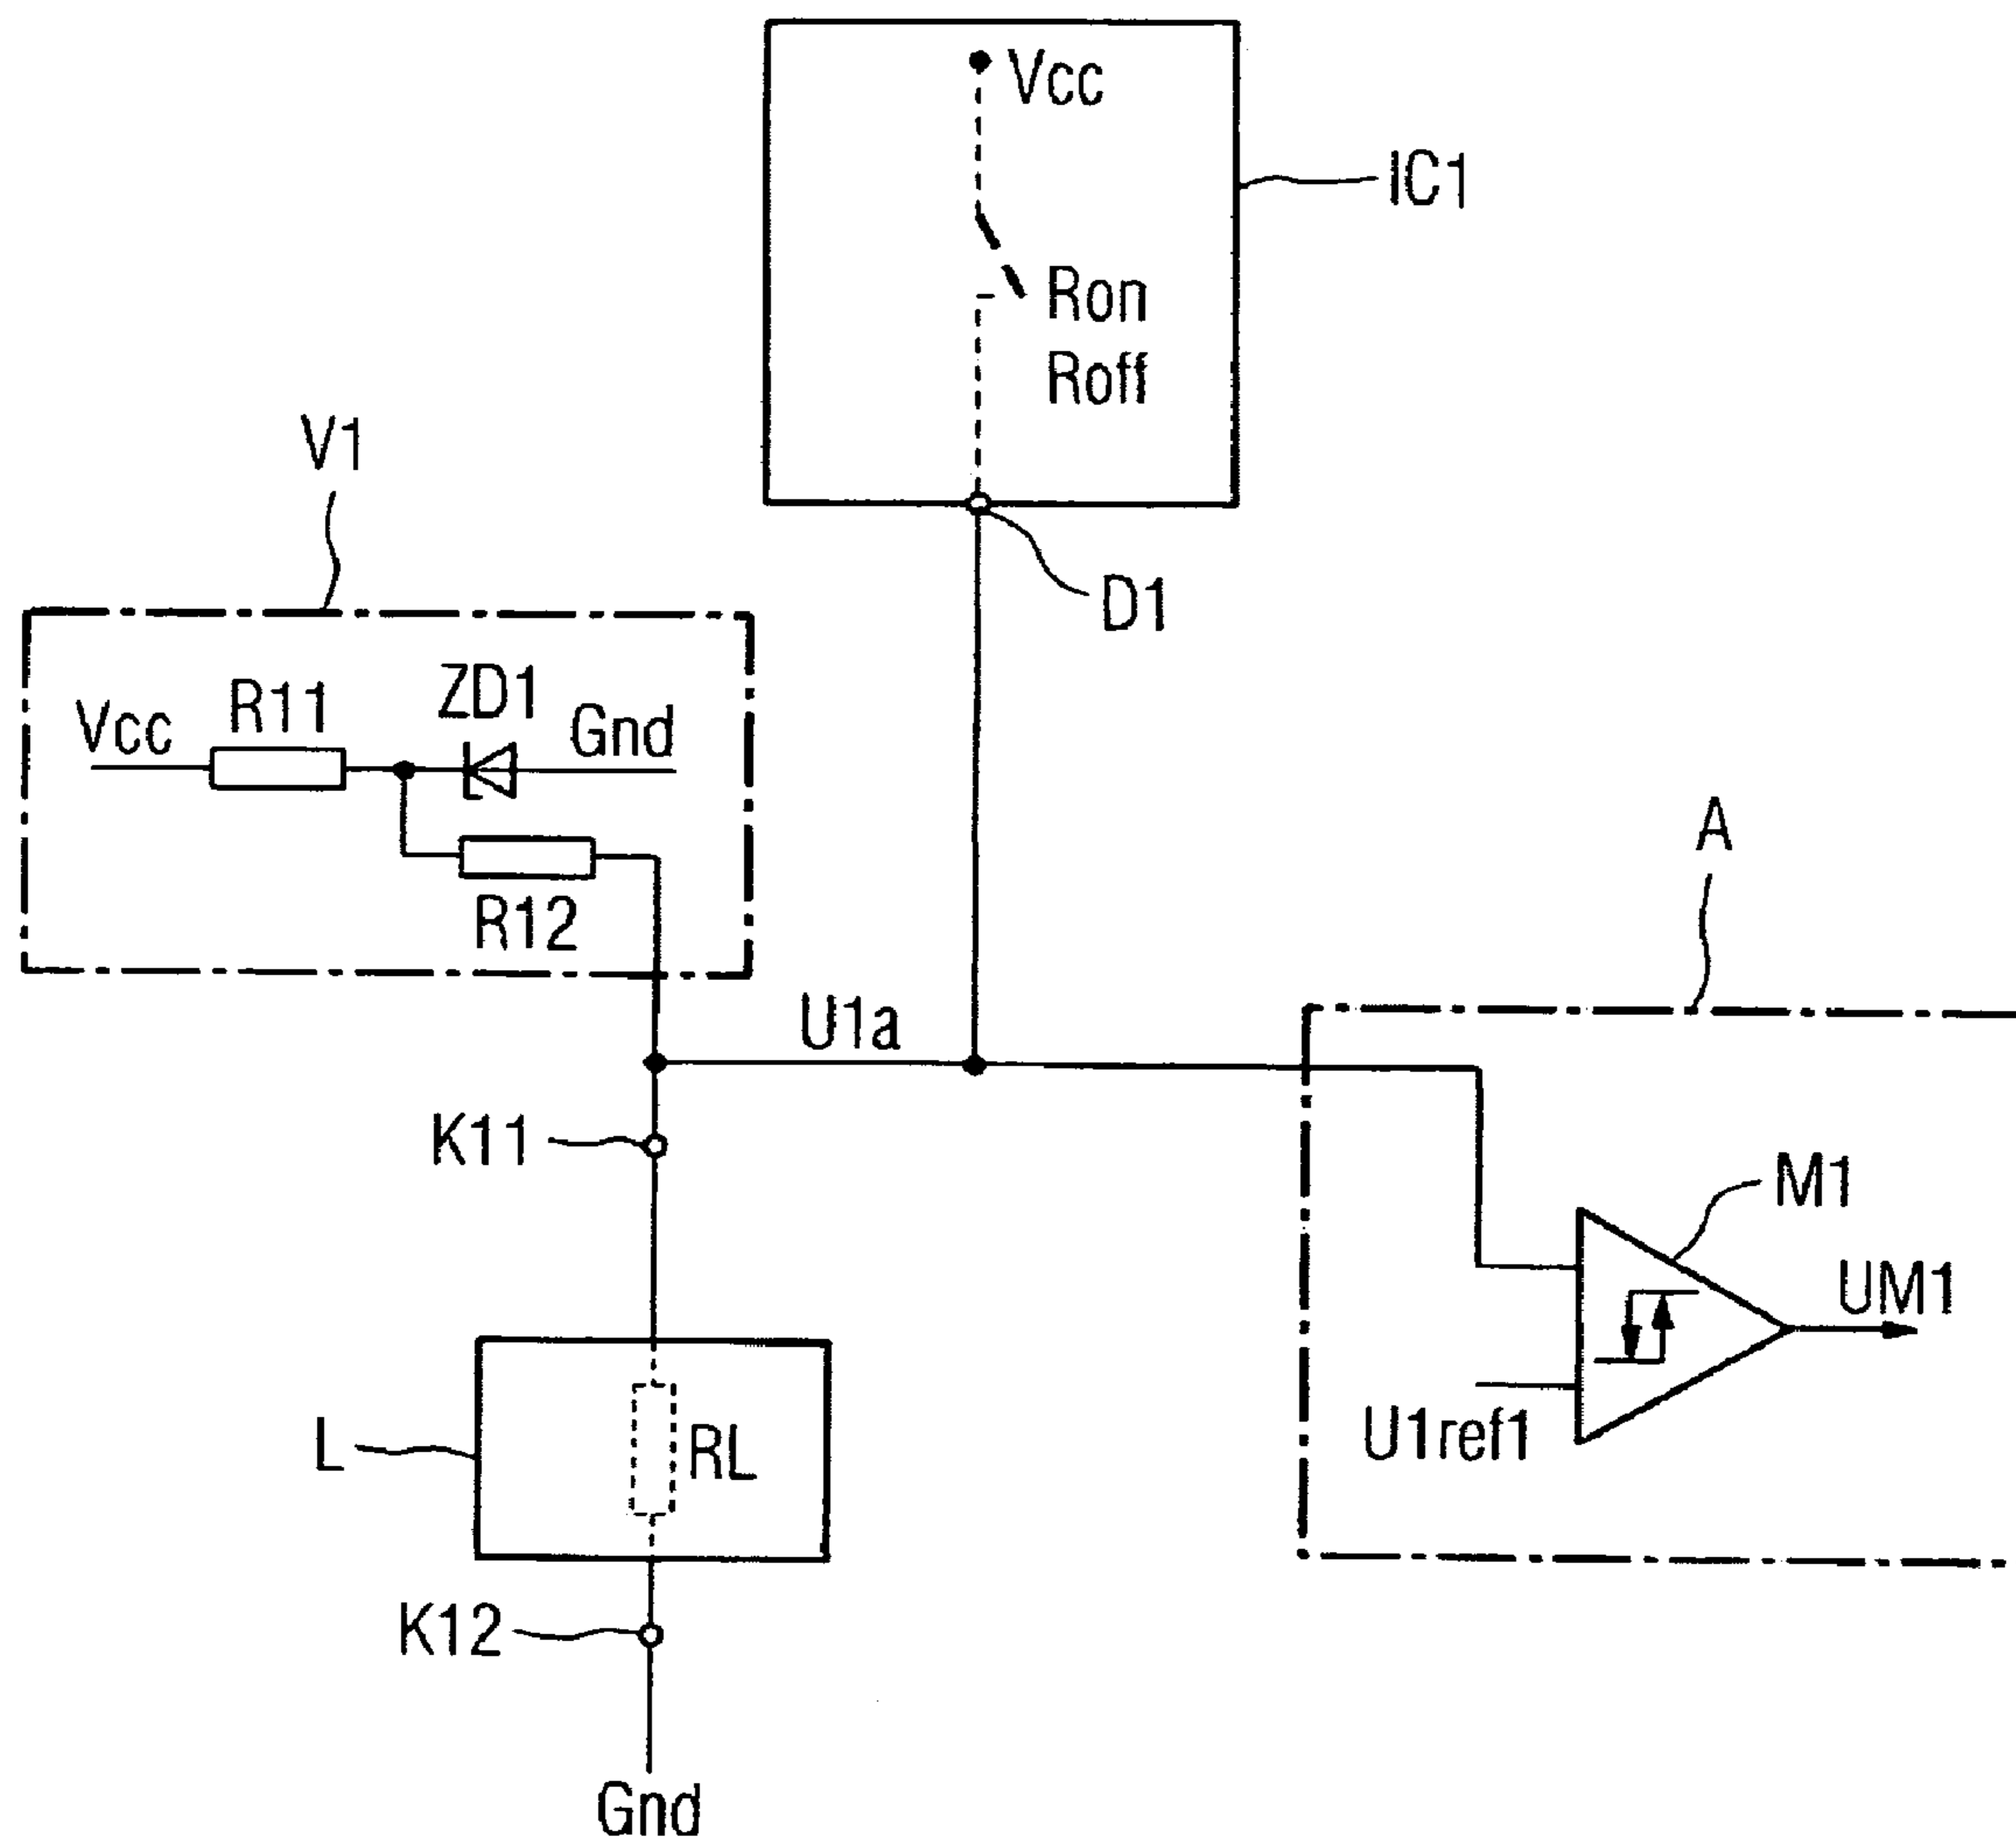 Vcc
IC1
Ron
Roff
V1
D1
ZD1
R11
Gnd
Vcc
R12
A
U1a
K11
M1
UM1
U1ref1
L
RL
K12
Gnd